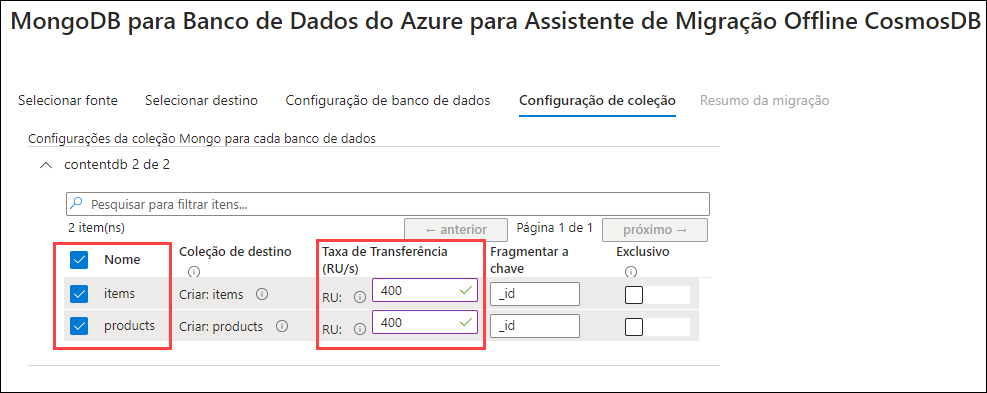 MongoDB para Banco de Dados do Azure para Assistente de Migração Offline CosmosDB
Selecionar fonte Selecionar destino Configuração de banco de dados Configuração de coleção Resumo da migração
Configurações da coleção Mongo para cada banco de dados
contentdb 2 de 2
Pesquisar para filtrar itens...
2 item(ns) ← anterior Página 1 de 1 próximo →
Nome Coleção de destino Taxa de Transferência Fragmentar a Exclusivo
(RU/s) chave
items Criar: items RU: 400 _id
products Criar: products RU: 400 _id